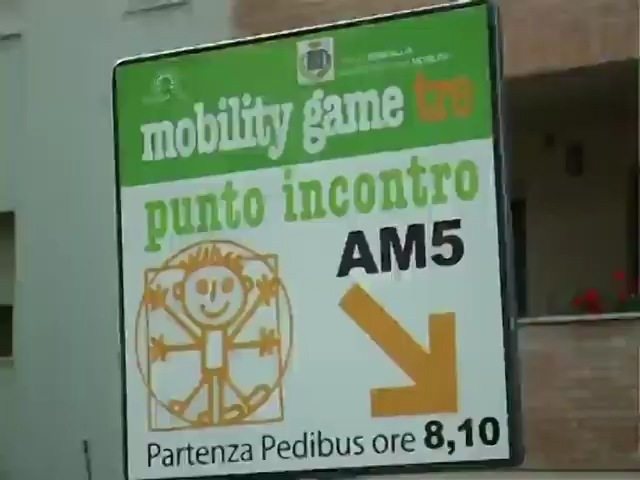 mobility game tre
punto incontro
AM5
Partenza Pedibus ore 8,10